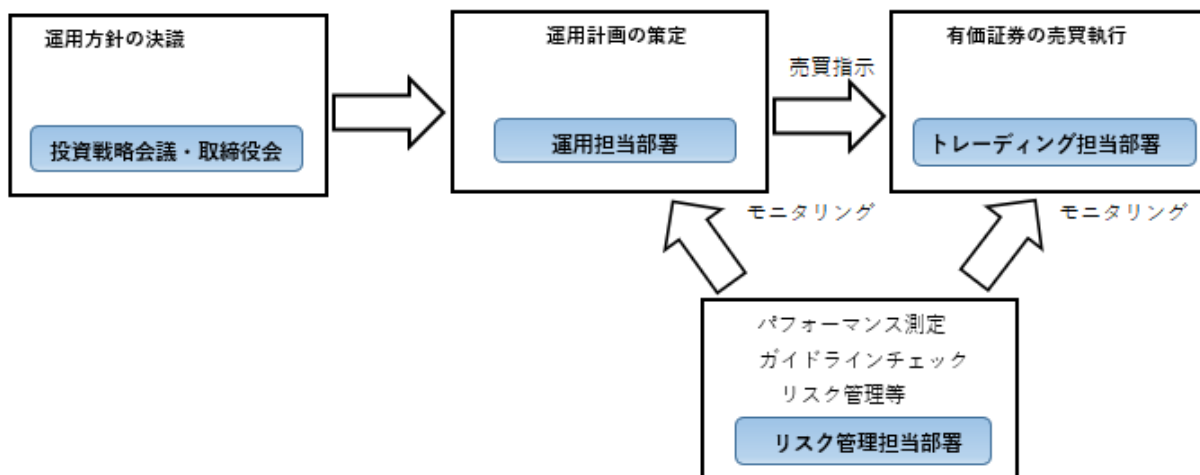 運用方針の決議
投資戦略会議・取締役会
運用計画の策定
運用担当部署
売買指示
有価証券の売買執行
トレーディング担当部署
モニタリング
モニタリング
パフォーマンス測定
ガイドラインチェック
リスク管理等
リスク管理担当部署